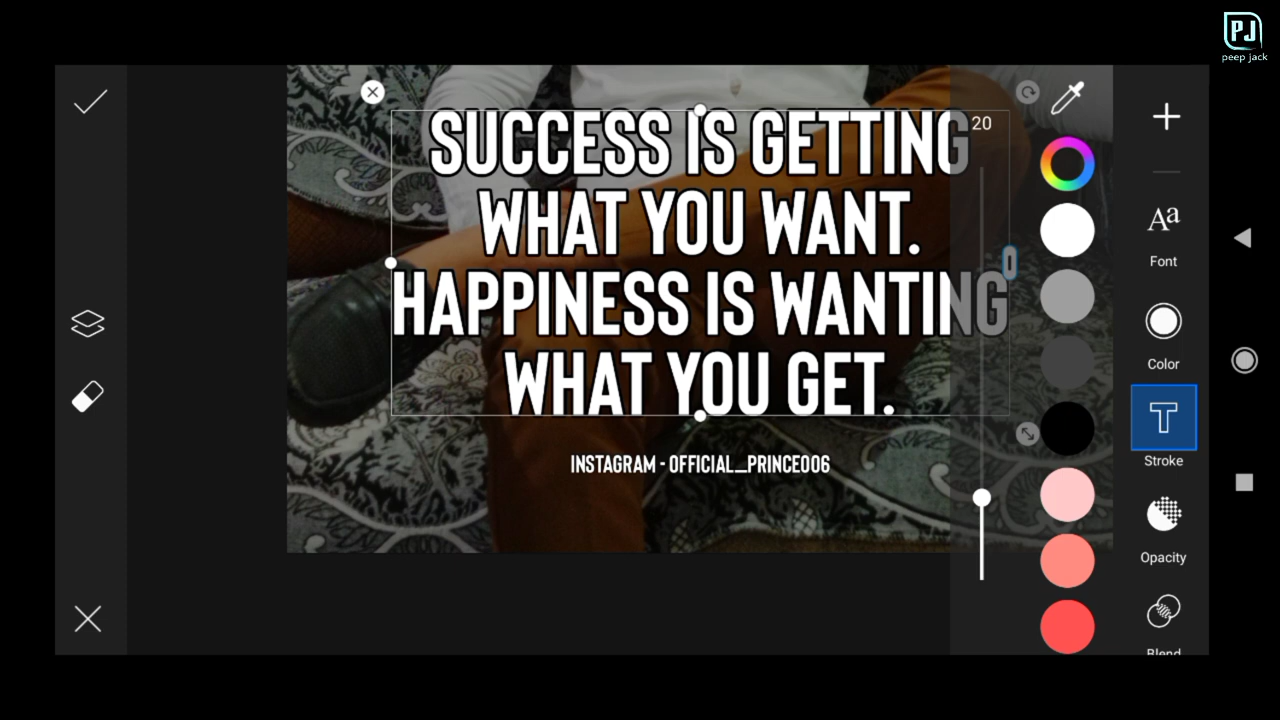 PJ
peep jack
20
SUCCESS IS GETTING
WHAT YOU WANT.
HAPPINESS IS WANTING
WHAT YOU GET.
INSTAGRAM - OFFICIAL_PRINCE006
Aa
Font
Color
T
Stroke
Opacity
Blend